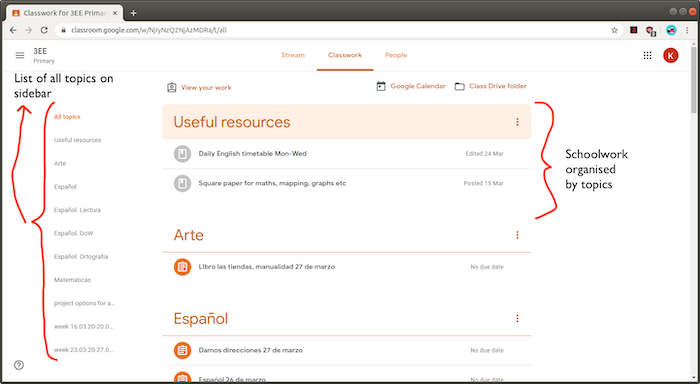 Classwork for 3EE Primary
classroom.google.com/w/NjIyNzQ2NjAzMDRa/t/all
3EE
Primary
Stream
Classwork
People
K
List of all topics on
sidebar
View your work
Google Calendar
Class Drive folder
All topics
Useful resources
Arte
Español
Español. Lectura
Español. DoW
Español. Ortografía
Matematicas
project options for a...
week 16.03.20-20.0...
week 23.03.20-27.0...
Useful resources
Daily English timetable Mon-Wed
Edited 24 Mar
Square paper for maths, mapping, graphs etc
Posted 15 Mar
Schoolwork
organised
by topics
Arte
LIbro las tiendas, manualidad 27 de marzo
No due date
Español
Damos direcciones 27 de marzo
No due date
Español 26 de marzo
No due date